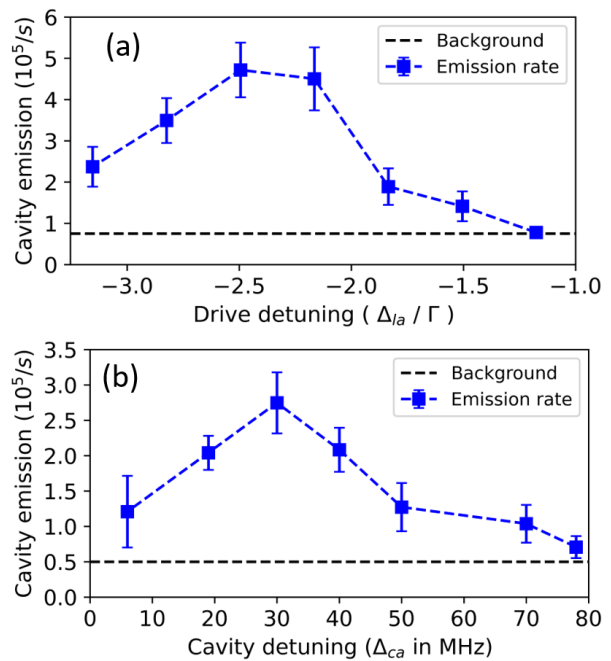 (a)
Background
Emission rate
Cavity emission (10⁵/s)
6
5
4
3
2
1
0
−3.0 −2.5 −2.0 −1.5 −1.0
Drive detuning ( Δla / Γ )
(b)
Background
Emission rate
Cavity emission (10⁵/s)
3.5
3.0
2.5
2.0
1.5
1.0
0.5
0.0
0 10 20 30 40 50 60 70 80
Cavity detuning (Δca in MHz)